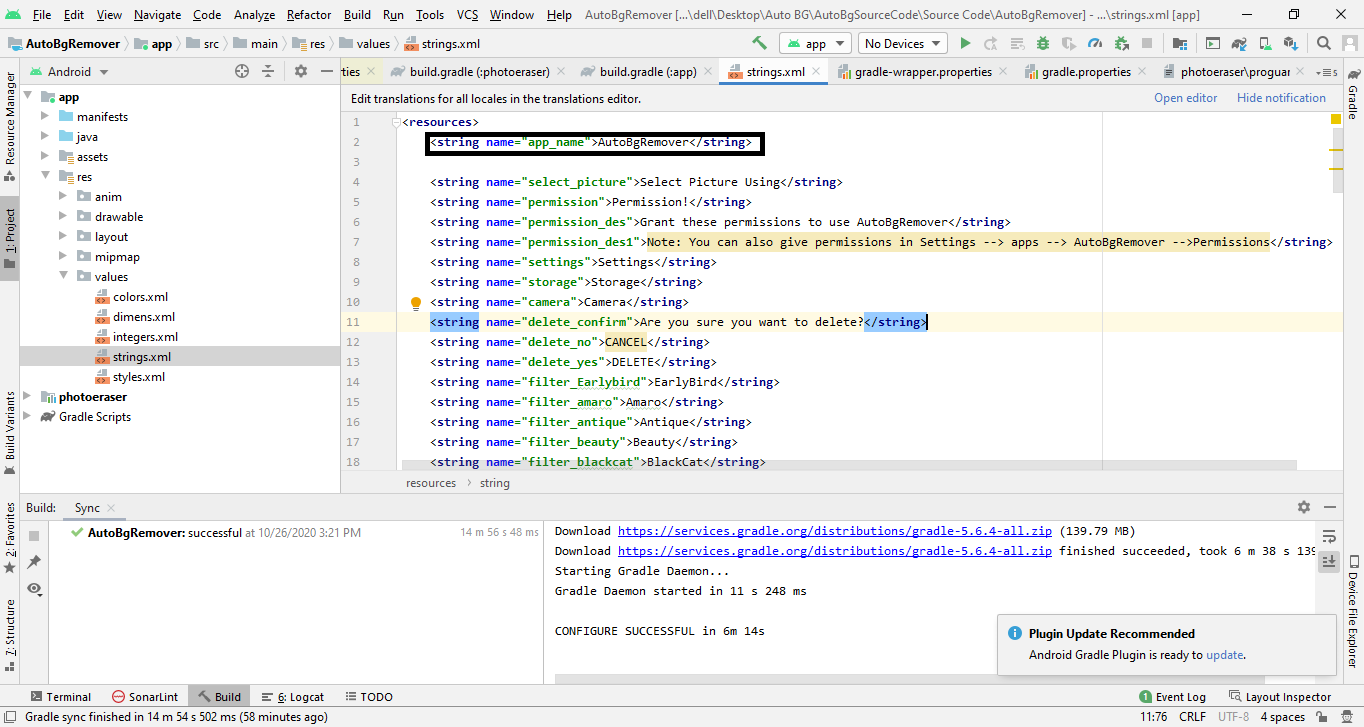 File Edit View Navigate Code Analyze Refactor Build Run Tools VCS Window Help AutoBgRemover [...\dell\Desktop\Auto BG\AutoBgSourceCode\Source Code\AutoBgRemover] - ...\strings.xml [app]
AutoBgRemover app src main res values strings.xml app No Devices
Android
ties build.gradle (:photoeraser) build.gradle (:app) strings.xml gradle-wrapper.properties gradle.properties photoeraser\proguar
Resource Manager
1: Project
Build Variants
2: Favorites
7: Structure
app
manifests
java
assets
res
anim
drawable
layout
mipmap
values
colors.xml
dimens.xml
integers.xml
strings.xml
styles.xml
photoeraser
Gradle Scripts
Edit translations for all locales in the translations editor. Open editor Hide notification
1 <resources>
2 <string name="app_name">AutoBgRemover</string>
3
4 <string name="select_picture">Select Picture Using</string>
5 <string name="permission">Permission!</string>
6 <string name="permission_des">Grant these permissions to use AutoBgRemover</string>
7 <string name="permission_des1">Note: You can also give permissions in Settings --> apps --> AutoBgRemover -->Permissions</string>
8 <string name="settings">Settings</string>
9 <string name="storage">Storage</string>
10 <string name="camera">Camera</string>
11 <string name="delete_confirm">Are you sure you want to delete?</string>
12 <string name="delete_no">CANCEL</string>
13 <string name="delete_yes">DELETE</string>
14 <string name="filter_Earlybird">EarlyBird</string>
15 <string name="filter_amaro">Amaro</string>
16 <string name="filter_antique">Antique</string>
17 <string name="filter_beauty">Beauty</string>
18 <string name="filter_blackcat">BlackCat</string>
resources string
Gradle
Device File Explorer
Build: Sync
AutoBgRemover: successful at 10/26/2020 3:21 PM 14 m 56 s 48 ms
Download https://services.gradle.org/distributions/gradle-5.6.4-all.zip (139.79 MB)
Download https://services.gradle.org/distributions/gradle-5.6.4-all.zip finished succeeded, took 6 m 38 s 139
Starting Gradle Daemon...
Gradle Daemon started in 11 s 248 ms
CONFIGURE SUCCESSFUL in 6m 14s
Plugin Update Recommended
Android Gradle Plugin is ready to update.
Terminal SonarLint Build 6: Logcat TODO 1 Event Log Layout Inspector
Gradle sync finished in 14 m 54 s 502 ms (58 minutes ago) 11:76 CRLF UTF-8 4 spaces